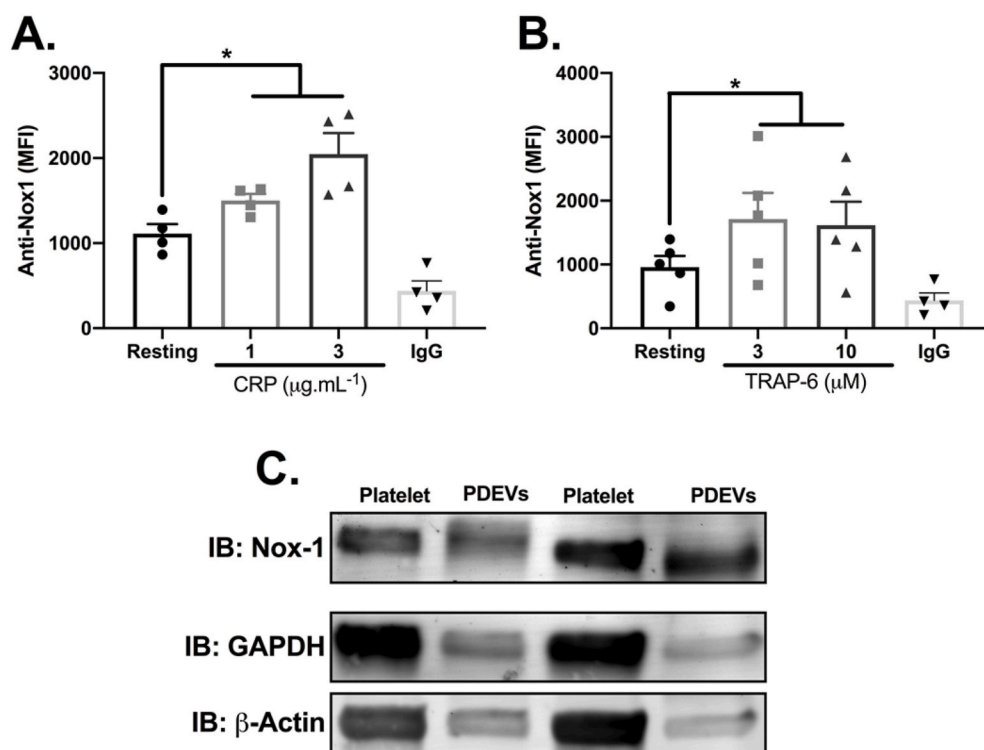 A.
*
3000
2000
1000
0
Anti-Nox1 (MFI)
Resting
1
3
IgG
CRP (μg.mL⁻¹)
B.
*
4000
3000
2000
1000
0
Anti-Nox1 (MFI)
Resting
3
10
IgG
TRAP-6 (μM)
C.
Platelet PDEVs Platelet PDEVs
IB: Nox-1
IB: GAPDH
IB: β-Actin